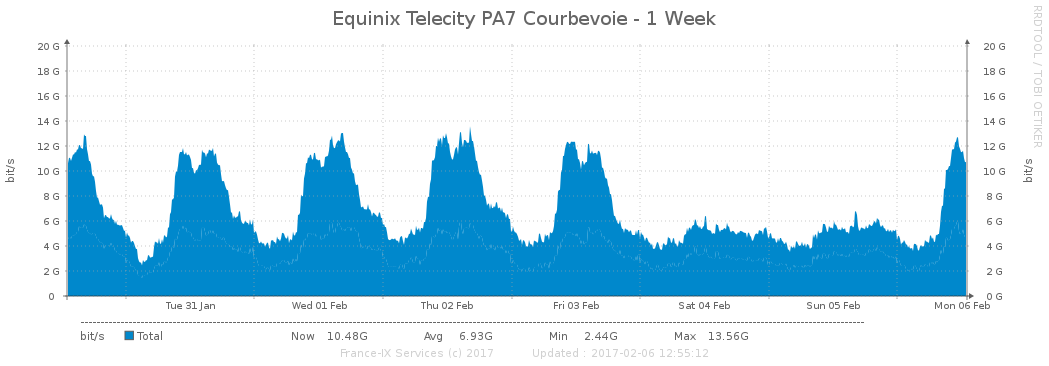 Equinix Telecity PA7 Courbevoie - 1 Week
RRDTOOL / TOBI OETIKER
bit/s
20 G 20 G
18 G 18 G
16 G 16 G
14 G 14 G
12 G 12 G
10 G 10 G
8 G 8 G
6 G 6 G
4 G 4 G
2 G 2 G
0 0 G
bit/s
Tue 31 Jan Wed 01 Feb Thu 02 Feb Fri 03 Feb Sat 04 Feb Sun 05 Feb Mon 06 Feb
bit/s Total Now 10.48G Avg 6.93G Min 2.44G Max 13.56G
France-IX Services (c) 2017 Updated : 2017-02-06 12:55:12